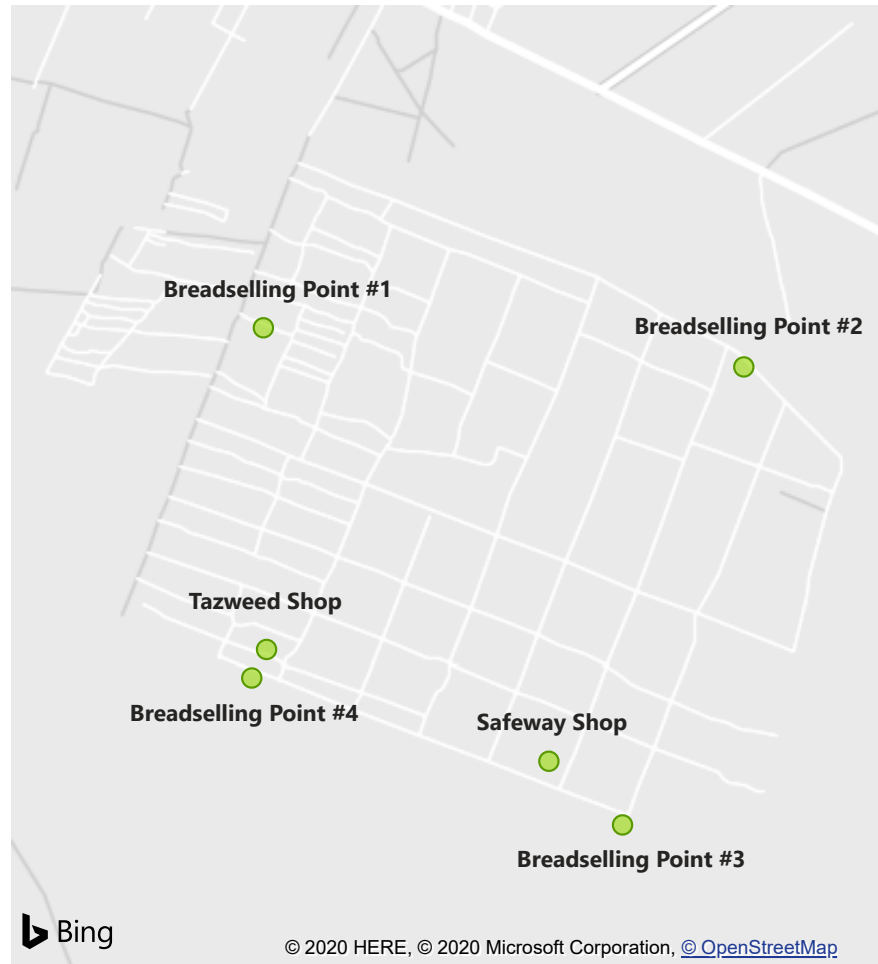 Breadselling Point #1
Breadselling Point #2
Tazweed Shop
Breadselling Point #4
Safeway Shop
Breadselling Point #3
Bing
© 2020 HERE, © 2020 Microsoft Corporation, © OpenStreetMap